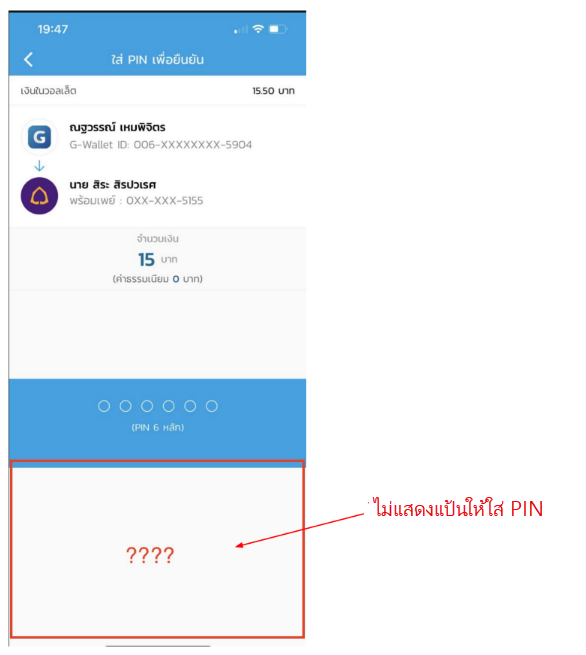 19:47
ใส่ PIN เพื่อยืนยัน
เงินในวอลเล็ต 15.50 บาท
ณฐวรรณ์ เหมพิจิตร
G-Wallet ID: 006-XXXXXXXX-5904
นาย สิระ สิรปวเรศ
พร้อมเพย์ : 0XX-XXX-5155
จำนวนเงิน
15 บาท
(ค่าธรรมเนียม 0 บาท)
(PIN 6 หลัก)
ไม่แสดงแป้นให้ใส่ PIN
????